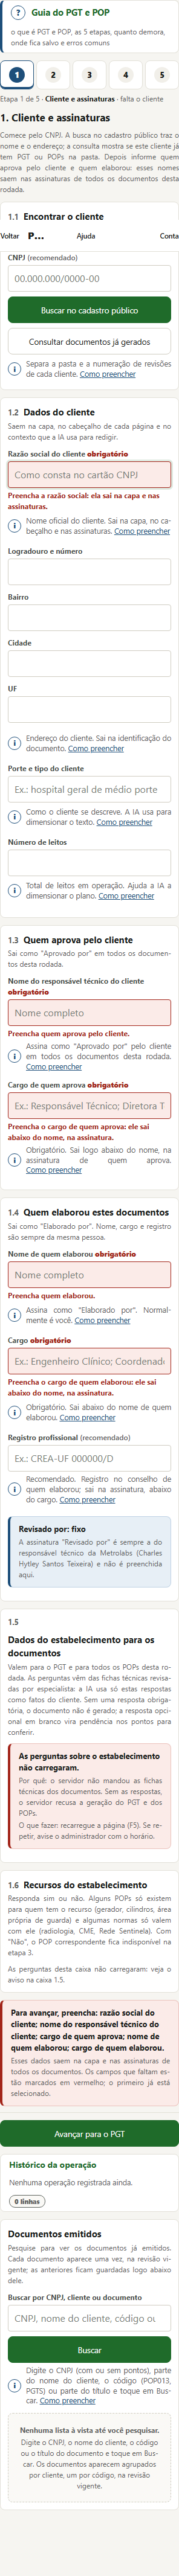 ? Guia do PGT e POP
o que é PGT e POP, as 5 etapas, quanto demora,
onde fica salvo e erros comuns
1 2 3 4 5
Etapa 1 de 5 · Cliente e assinaturas · falta o cliente
1. Cliente e assinaturas
Comece pelo CNPJ. A busca no cadastro público traz o
nome e o endereço; a consulta mostra se este cliente já
tem PGT ou POPs na pasta. Depois informe quem
aprova pelo cliente e quem elaborou: esses nomes
saem nas assinaturas de todos os documentos desta
rodada.
1.1 Encontrar o cliente
Voltar P... Ajuda Conta
CNPJ (recomendado)
00.000.000/0000-00
Buscar no cadastro público
Consultar documentos já gerados
i Separa a pasta e a numeração de revisões
de cada cliente. Como preencher
1.2 Dados do cliente
Saem na capa, no cabeçalho de cada página e no
contexto que a IA usa para redigir.
Razão social do cliente obrigatório
Como consta no cartão CNPJ
Preencha a razão social: ela sai na capa e nas
assinaturas.
i Nome oficial do cliente. Sai na capa, no ca-
beçalho e nas assinaturas. Como preencher
Logradouro e número
Bairro
Cidade
UF
i Endereço do cliente. Sai na identificação do
documento. Como preencher
Porte e tipo do cliente
Ex.: hospital geral de médio porte
i Como o cliente se descreve. A IA usa para
dimensionar o texto. Como preencher
Número de leitos
i Total de leitos em operação. Ajuda a IA a
dimensionar o plano. Como preencher
1.3 Quem aprova pelo cliente
Sai como "Aprovado por" em todos os documen-
tos desta rodada.
Nome do responsável técnico do cliente
obrigatório
Nome completo
Preencha quem aprova pelo cliente.
i Assina como "Aprovado por" pelo cliente
em todos os documentos desta rodada.
Como preencher
Cargo de quem aprova obrigatório
Ex.: Responsável Técnico; Diretora T
Preencha o cargo de quem aprova: ele sai
abaixo do nome, na assinatura.
i Obrigatório. Sai logo abaixo do nome, na
assinatura de quem aprova.
Como preencher
1.4 Quem elaborou estes documentos
Sai como "Elaborado por". Nome, cargo e registro
são sempre da mesma pessoa.
Nome de quem elaborou obrigatório
Nome completo
Preencha quem elaborou.
i Assina como "Elaborado por". Normal-
mente é você. Como preencher
Cargo obrigatório
Ex.: Engenheiro Clínico; Coordenado
Preencha o cargo de quem elaborou: ele sai
abaixo do nome, na assinatura.
i Obrigatório. Sai abaixo do nome de quem
elaborou. Como preencher
Registro profissional (recomendado)
Ex.: CREA-UF 000000/D
i Recomendado. Registro no conselho de
quem elaborou; sai na assinatura, abaixo
do cargo. Como preencher
Revisado por: fixo
A assinatura "Revisado por" é sempre a do
responsável técnico da Metrolabs (Charles
Hytley Santos Teixeira) e não é preenchida
aqui.
1.5
Dados do estabelecimento para os
documentos
Valem para o PGT e para todos os POPs desta ro-
dada. As perguntas vêm das fichas técnicas revisa-
das por especialista: a IA usa só estas respostas
como fatos do cliente. Sem uma resposta obriga-
tória, o documento não é gerado; a resposta opci-
onal em branco vira pendência nos pontos para
conferir.
As perguntas sobre o estabelecimento
não carregaram.
Por quê: o servidor não mandou as fichas
técnicas dos documentos. Sem as respostas,
o servidor recusa a geração do PGT e dos
POPs.
O que fazer: recarregue a página (F5). Se re-
petir, avise o administrador com o horário.
1.6 Recursos do estabelecimento
Responda sim ou não. Alguns POPs só existem
para quem tem o recurso (gerador, cilindros, área
própria de guarda) e algumas normas só valem
com ele (radiologia, CME, Rede Sentinela). Com
"Não", o POP correspondente fica indisponível na
etapa 3.
As perguntas desta caixa não carregaram: veja o
aviso na caixa 1.5.
Para avançar, preencha: razão social do
cliente; nome do responsável técnico do
cliente; cargo de quem aprova; nome de
quem elaborou; cargo de quem elaborou.
Esses dados saem na capa e nas assinaturas de
todos os documentos. Os campos que faltam es-
tão marcados em vermelho; o primeiro já está
selecionado.
Avançar para o PGT
Histórico da operação
Nenhuma operação registrada ainda.
0 linhas
Documentos emitidos
Pesquise para ver os documentos já emitidos.
Cada documento aparece uma vez, na revisão vi-
gente; as anteriores ficam guardadas logo abaixo
dele.
Buscar por CNPJ, cliente ou documento
CNPJ, nome do cliente, código ou
Buscar
i Digite o CNPJ (com ou sem pontos), parte
do nome do cliente, o código (POP013,
PGTS) ou parte do título e toque em Bus-
car. Como preencher
Nenhuma lista à vista até você pesquisar.
Digite o CNPJ, o nome do cliente, o código
ou o título do documento e toque em Bus-
car. Os documentos aparecem agrupados
por cliente, um por código, na revisão
vigente.